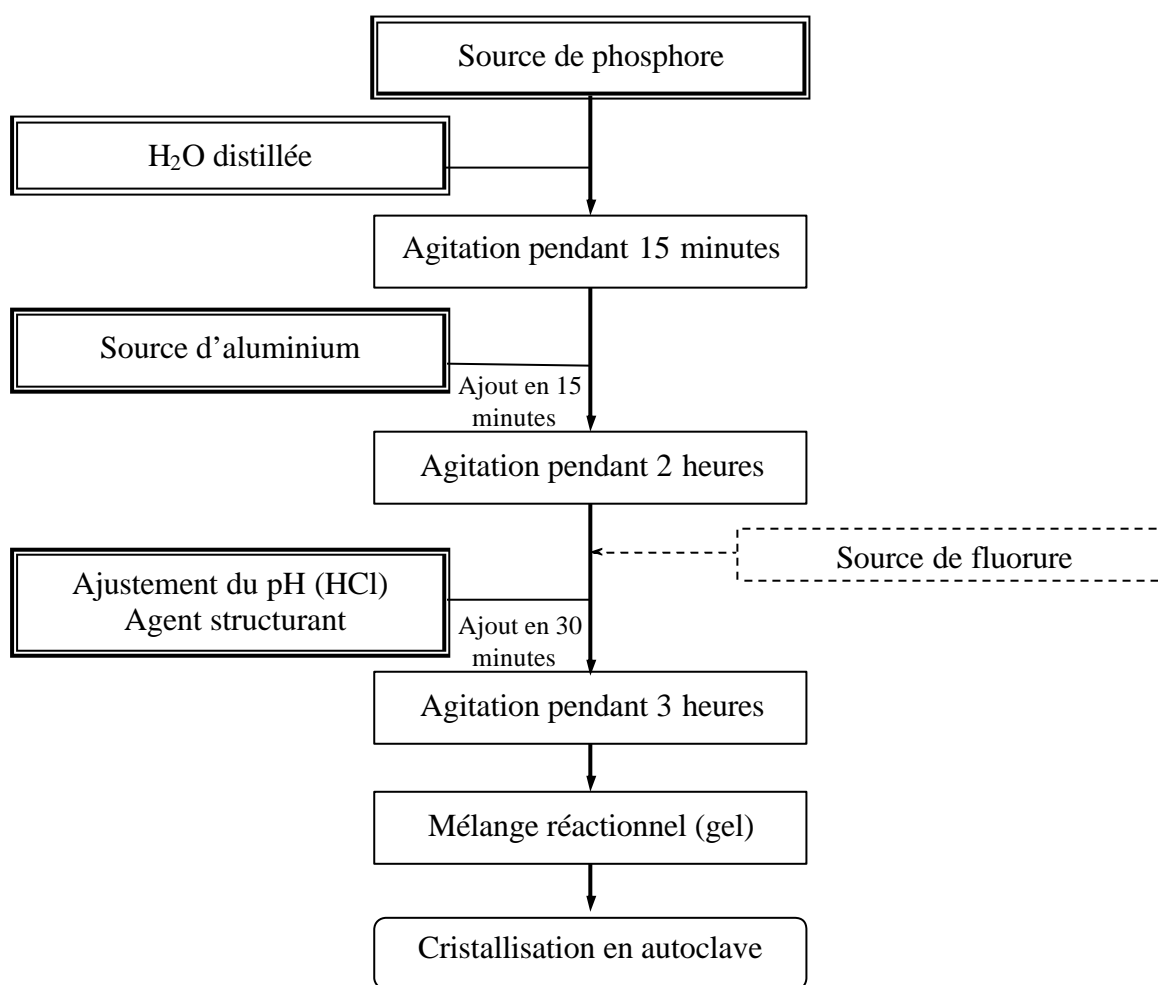 Source de phosphore
H₂O distillée
Agitation pendant 15 minutes
Source d’aluminium
Ajout en 15
minutes
Agitation pendant 2 heures
Source de fluorure
Ajustement du pH (HCl)
Agent structurant
Ajout en 30
minutes
Agitation pendant 3 heures
Mélange réactionnel (gel)
Cristallisation en autoclave